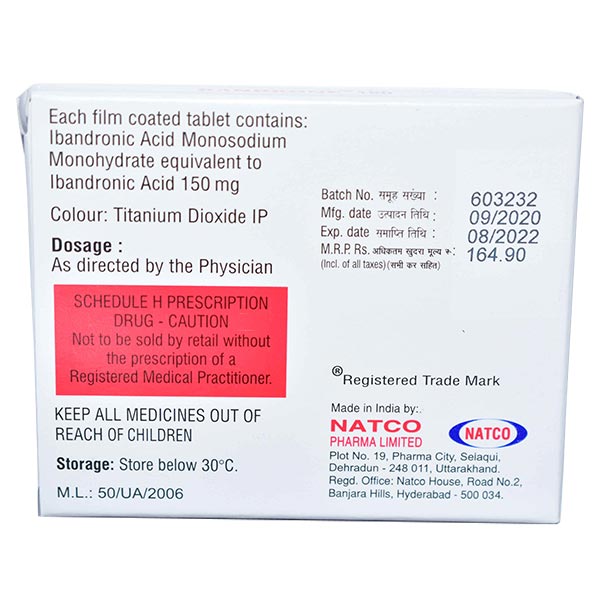 Each film coated tablet contains:
Ibandronic Acid Monosodium
Monohydrate equivalent to
Ibandronic Acid 150 mg
Colour: Titanium Dioxide IP
Dosage :
As directed by the Physician
SCHEDULE H PRESCRIPTION
DRUG - CAUTION
Not to be sold by retail without
the prescription of a
Registered Medical Practitioner.
KEEP ALL MEDICINES OUT OF
REACH OF CHILDREN
Storage: Store below 30°C.
M.L.: 50/UA/2006
Batch No. समूह संख्या : 603232
Mfg. date उत्पादन तिथि : 09/2020
Exp. date समाप्ति तिथि : 08/2022
M.R.P. Rs. अधिकतम खुदरा मूल्य रू: 164.90
(Incl. of all taxes) (सभी कर सहित)
®Registered Trade Mark
Made in India by:
NATCO
PHARMA LIMITED
NATCO
Plot No. 19, Pharma City, Selaqui,
Dehradun - 248 011, Uttarakhand.
Regd. Office: Natco House, Road No.2,
Banjara Hills, Hyderabad - 500 034.